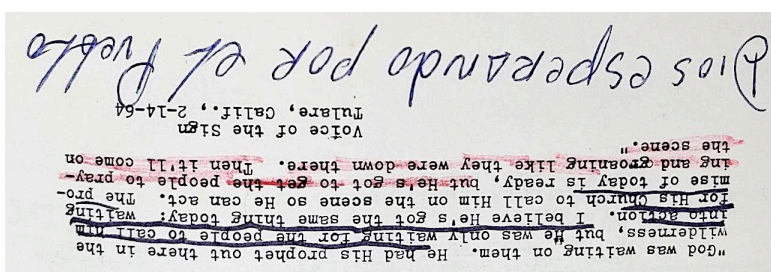 "God was waiting on them. He had His prophet out there in the
wilderness, but He was only waiting for the people to call Him
into action. I believe He's got the same thing today: waiting
for His Church to call Him on the scene so He can act. The pro-
mise of today is ready, but He's got to get the people to pray-
ing and groaning like they were down there. Then it'll come on
the scene."
Voice of the Sign
Tulare, Calif., 2-14-64
Dios esperando por el Pueblo